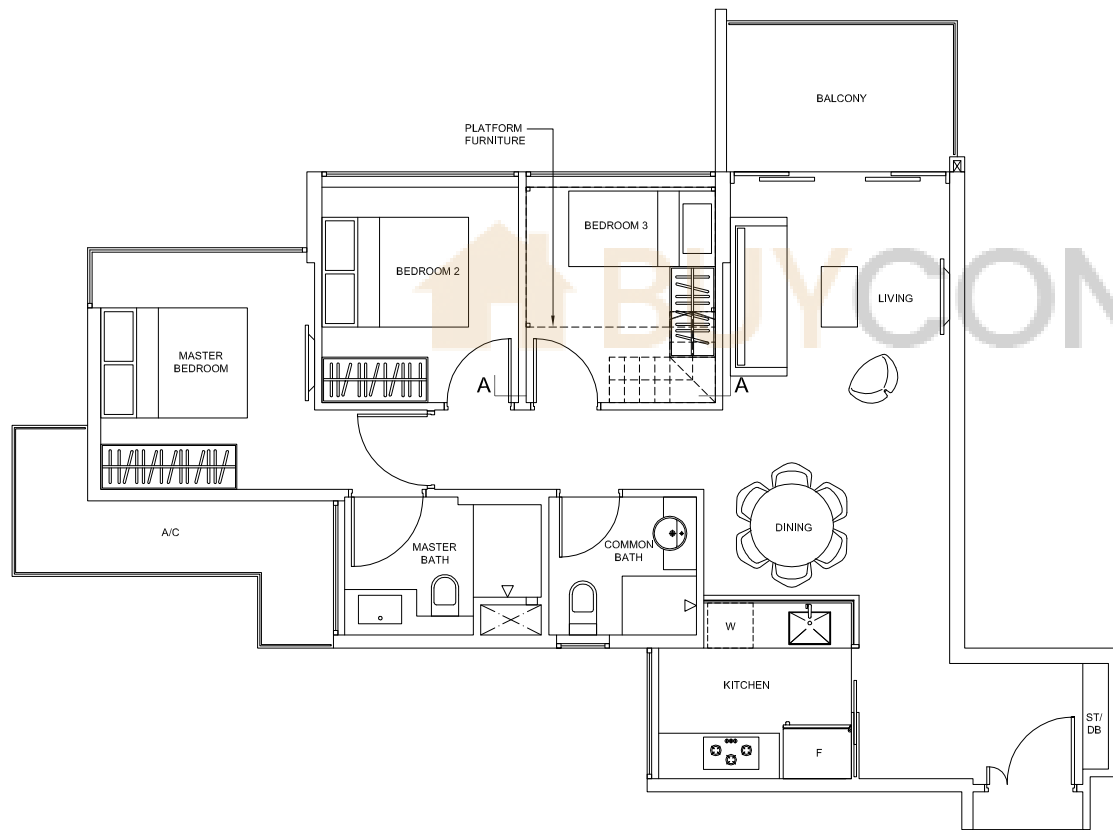 BALCONY
PLATFORM
FURNITURE
BEDROOM 3
BEDROOM 2
BUYCON
LIVING
MASTER
BEDROOM
A
A
DINING
A/C
MASTER
BATH
COMMON
BATH
W
KITCHEN
ST/
DB
F